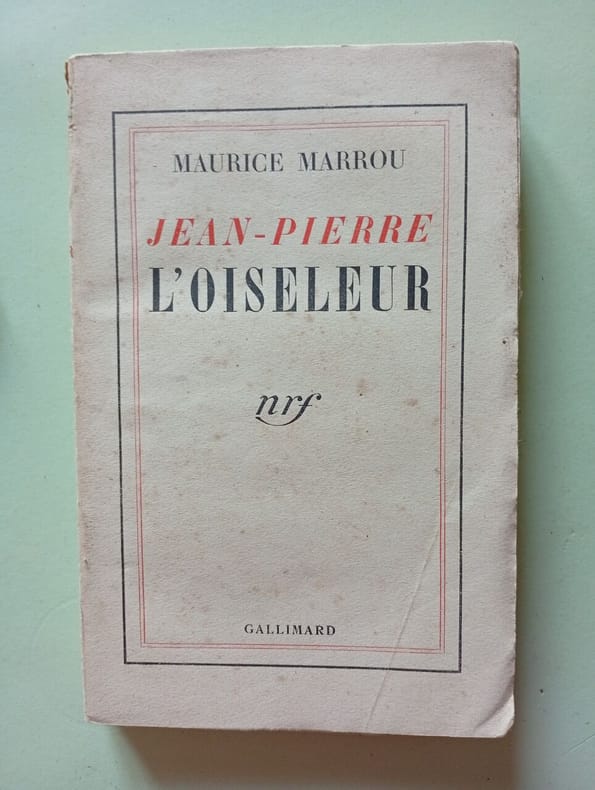 MAURICE MARROU
JEAN-PIERRE
L'OISELEUR
nrf
GALLIMARD